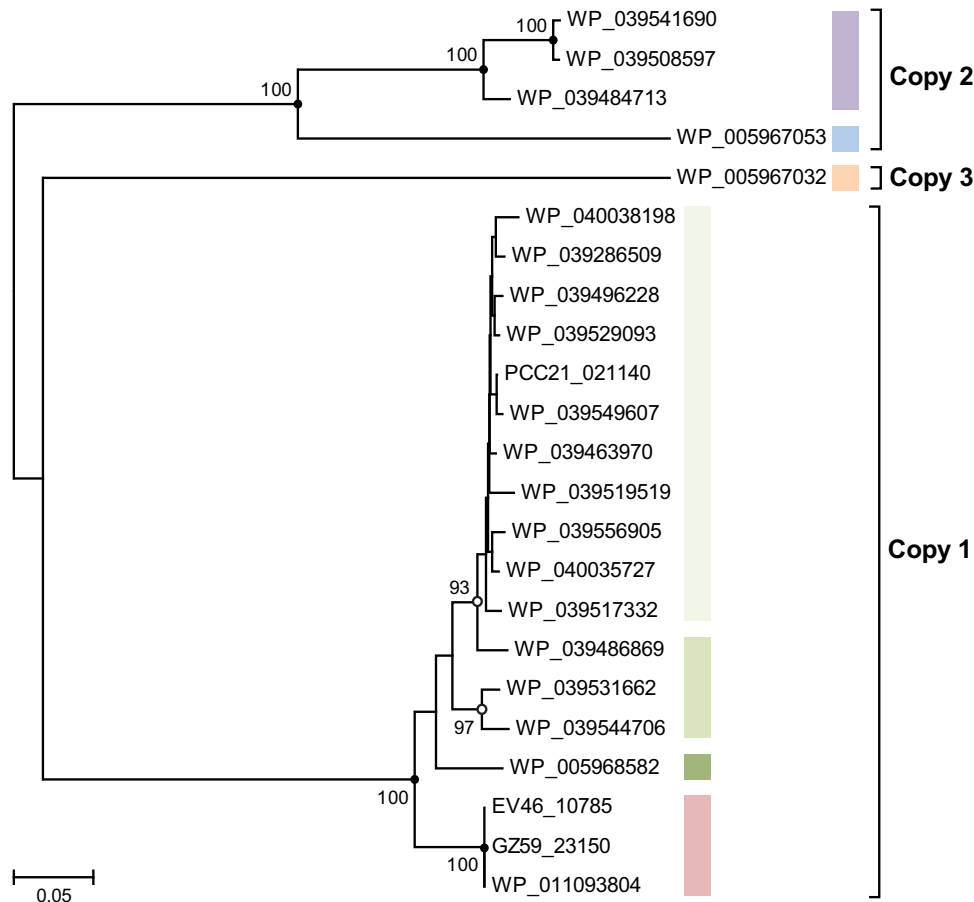 WP_039541690
100
WP_039508597
100
Copy 2
100
WP_039484713
WP_005967053
WP_005967032
Copy 3
WP_040038198
WP_039286509
WP_039496228
WP_039529093
PCC21_021140
WP_039549607
WP_039463970
WP_039519519
WP_039556905
Copy 1
WP_040035727
93
WP_039517332
WP_039486869
WP_039531662
97
WP_039544706
WP_005968582
100
EV46_10785
GZ59_23150
100
WP_011093804
0.05